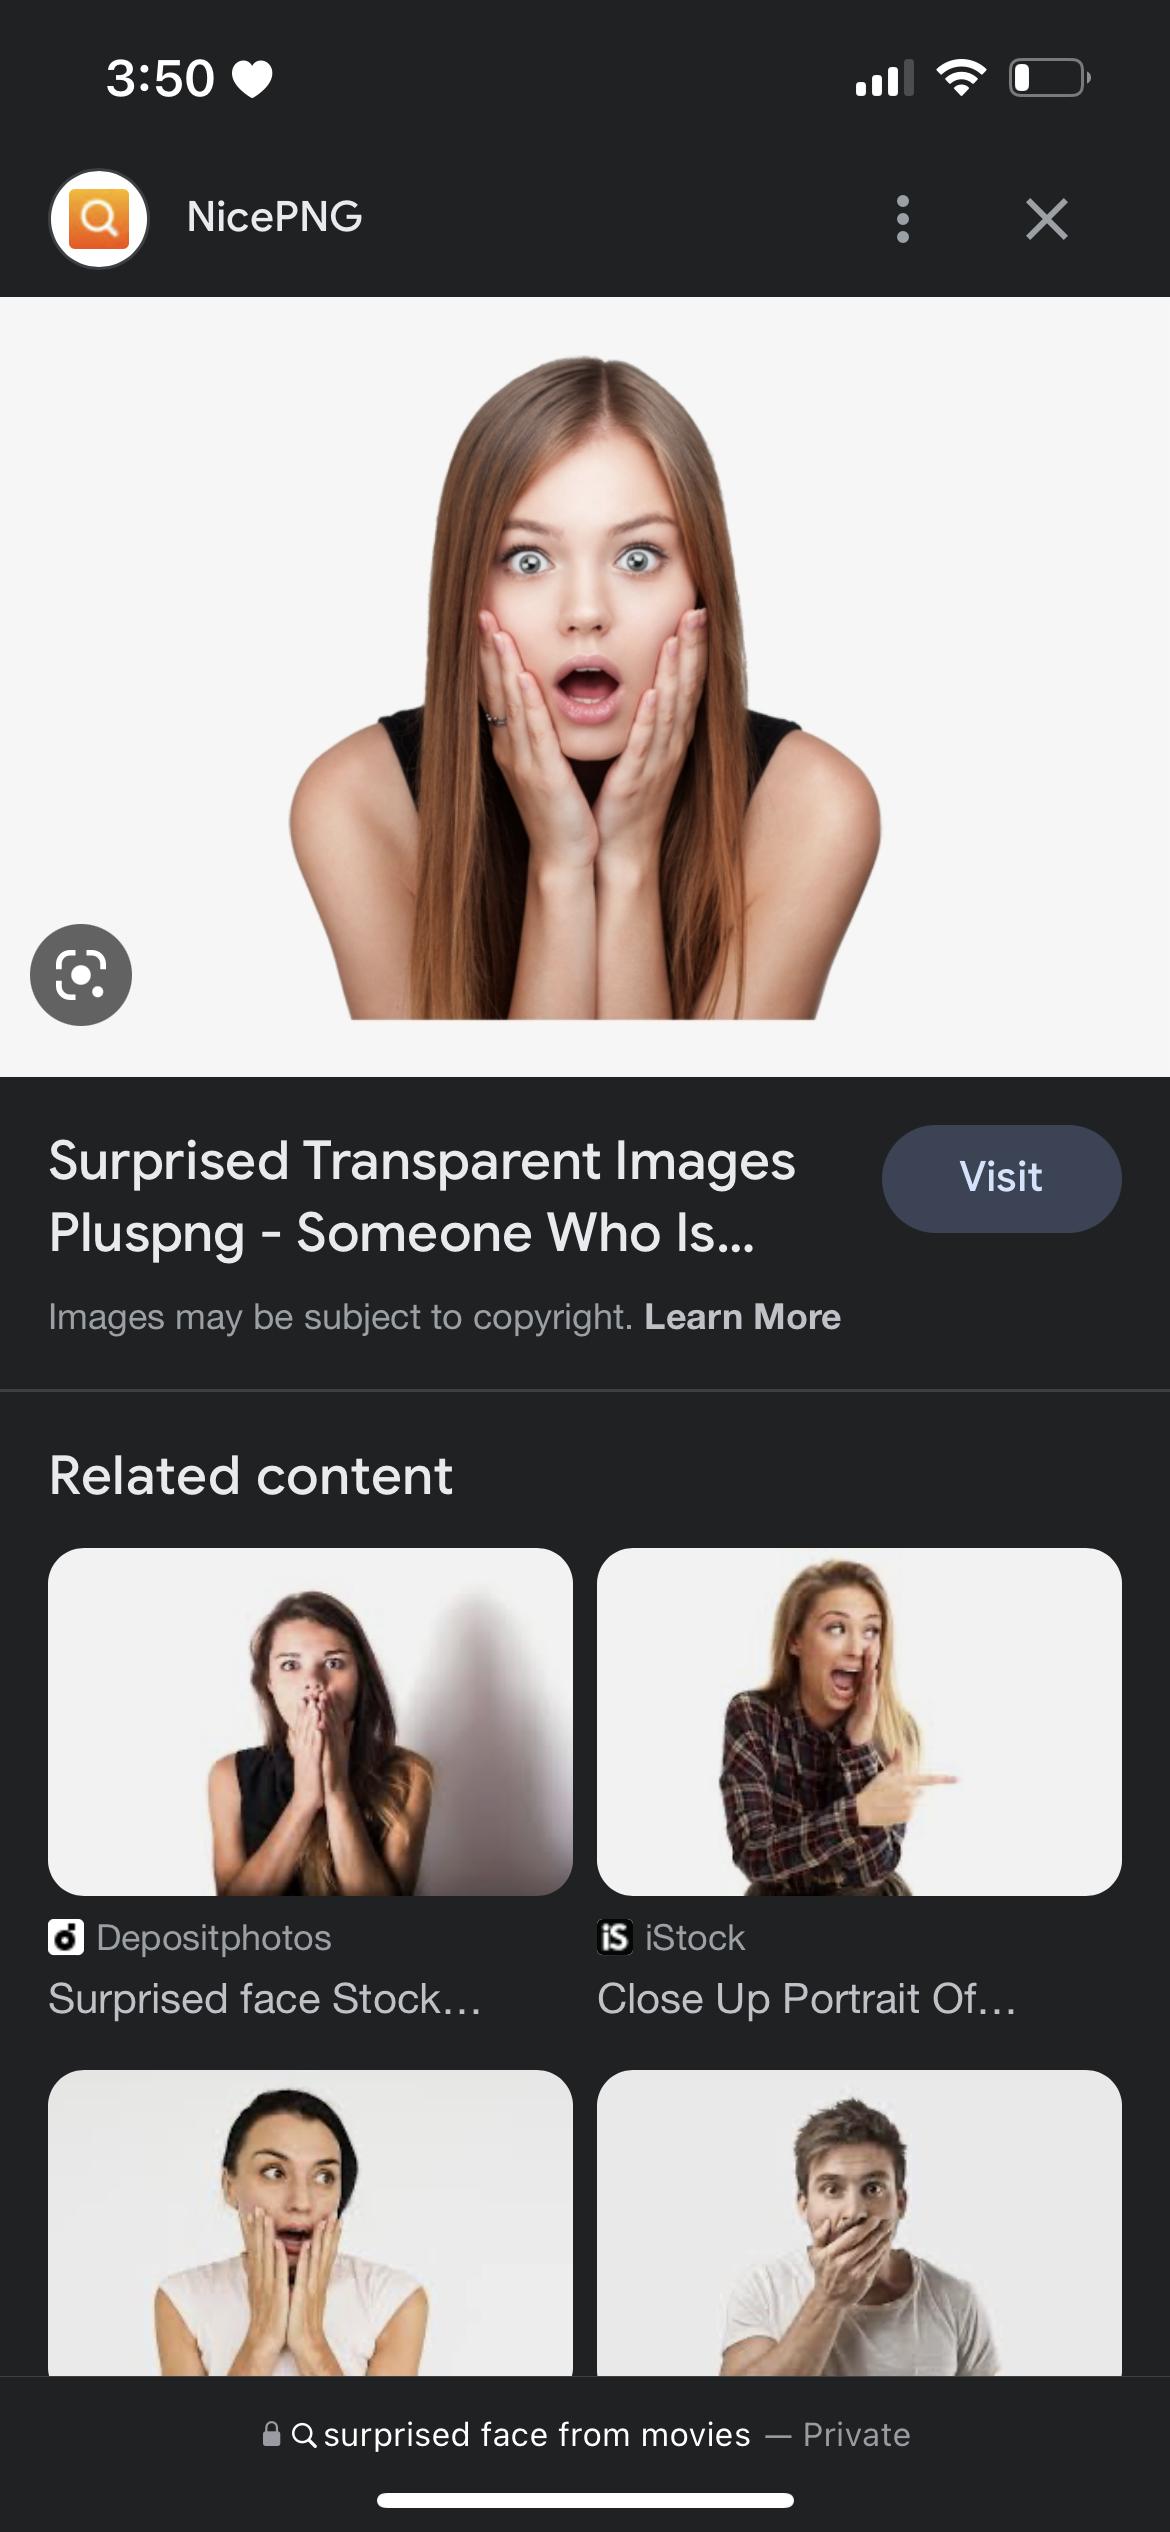 3:50
NicePNG
Surprised Transparent Images
Pluspng - Someone Who Is...
Visit
Images may be subject to copyright. Learn More
Related content
Depositphotos
Surprised face Stock...
iS iStock
Close Up Portrait Of...
surprised face from movies — Private